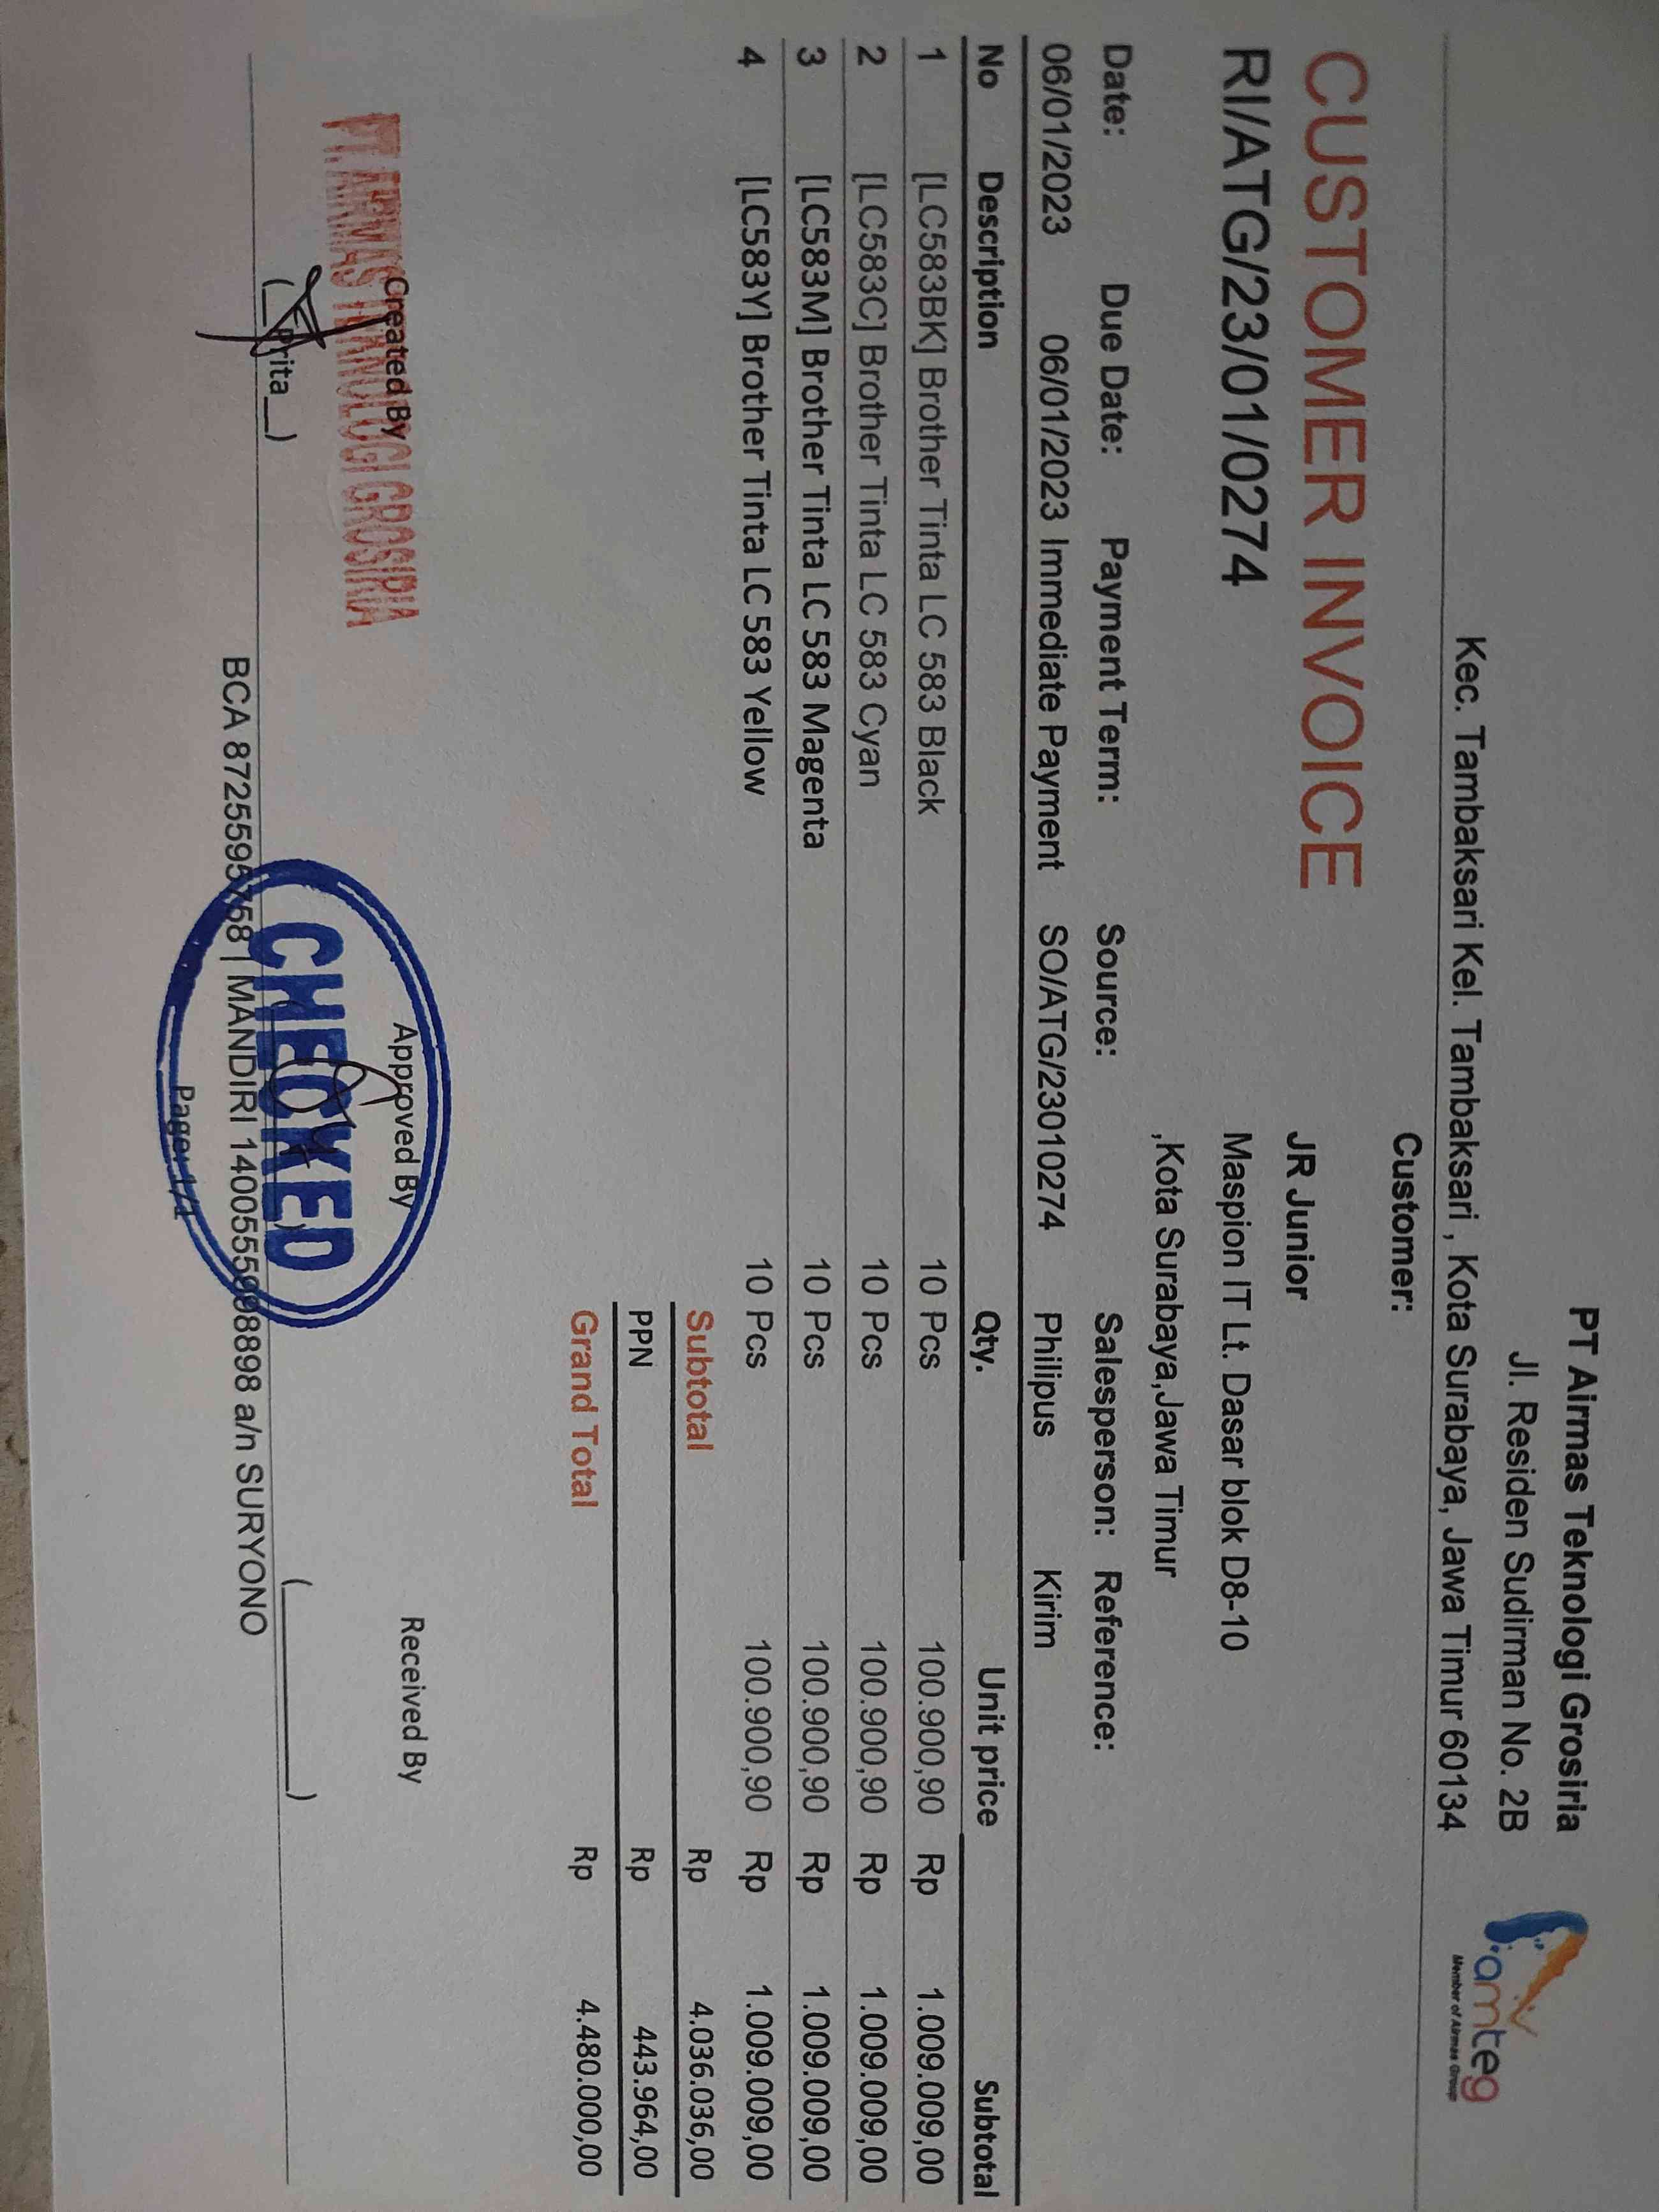 PT Airmas Teknologi Grosiria
Jl. Residen Sudirman No. 2B
Kec. Tambaksari Kel. Tambaksari , Kota Surabaya, Jawa Timur 60134
amteg
Member of Airmas Group
CUSTOMER INVOICE
RI/ATG/23/01/0274
Customer:
JR Junior
Maspion IT Lt. Dasar blok D8-10
,Kota Surabaya,Jawa Timur
Date: Due Date: Payment Term: Source: Salesperson: Reference:
06/01/2023 06/01/2023 Immediate Payment SO/ATG/23010274 Philipus Kirim
No Description Qty. Unit price Subtotal
1 [LC583BK] Brother Tinta LC 583 Black 10 Pcs 100.900,90 Rp 1.009.009,00
2 [LC583C] Brother Tinta LC 583 Cyan 10 Pcs 100.900,90 Rp 1.009.009,00
3 [LC583M] Brother Tinta LC 583 Magenta 10 Pcs 100.900,90 Rp 1.009.009,00
4 [LC583Y] Brother Tinta LC 583 Yellow 10 Pcs 100.900,90 Rp 1.009.009,00
Subtotal Rp 4.036.036,00
PPN Rp 443.964,00
Grand Total Rp 4.480.000,00
Created By Approved By Received By
PT. AIRMAS TEKNOLOGI GROSIRIA
CHECKED
(__Prita__) (________)
BCA 8725595758 | MANDIRI 1400555998898 a/n SURYONO
Page: 1/1